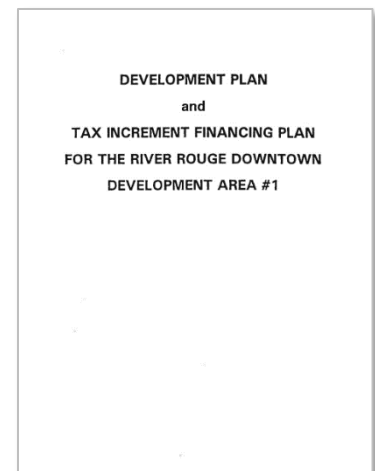 DEVELOPMENT PLAN
and
TAX INCREMENT FINANCING PLAN
FOR THE RIVER ROUGE DOWNTOWN
DEVELOPMENT AREA #1